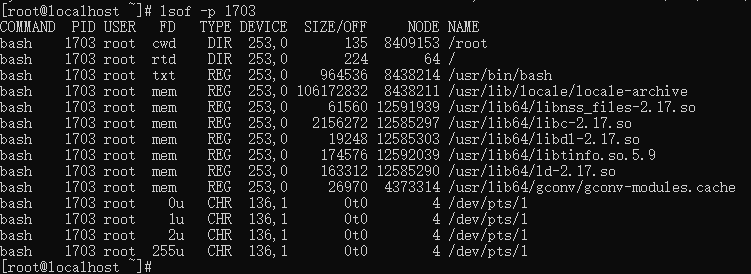 [root@localhost ~]# lsof -p 1703
COMMAND  PID USER   FD   TYPE DEVICE  SIZE/OFF     NODE NAME
bash    1703 root  cwd    DIR  253,0       135  8409153 /root
bash    1703 root  rtd    DIR  253,0       224       64 /
bash    1703 root  txt    REG  253,0    964536  8438214 /usr/bin/bash
bash    1703 root  mem    REG  253,0 106172832  8438211 /usr/lib/locale/locale-archive
bash    1703 root  mem    REG  253,0     61560 12591939 /usr/lib64/libnss_files-2.17.so
bash    1703 root  mem    REG  253,0   2156272 12585297 /usr/lib64/libc-2.17.so
bash    1703 root  mem    REG  253,0     19248 12585303 /usr/lib64/libdl-2.17.so
bash    1703 root  mem    REG  253,0    174576 12592039 /usr/lib64/libtinfo.so.5.9
bash    1703 root  mem    REG  253,0    163312 12585290 /usr/lib64/ld-2.17.so
bash    1703 root  mem    REG  253,0     26970  4373314 /usr/lib64/gconv/gconv-modules.cache
bash    1703 root    0u   CHR  136,1       0t0        4 /dev/pts/1
bash    1703 root    1u   CHR  136,1       0t0        4 /dev/pts/1
bash    1703 root    2u   CHR  136,1       0t0        4 /dev/pts/1
bash    1703 root  255u   CHR  136,1       0t0        4 /dev/pts/1
[root@localhost ~]#